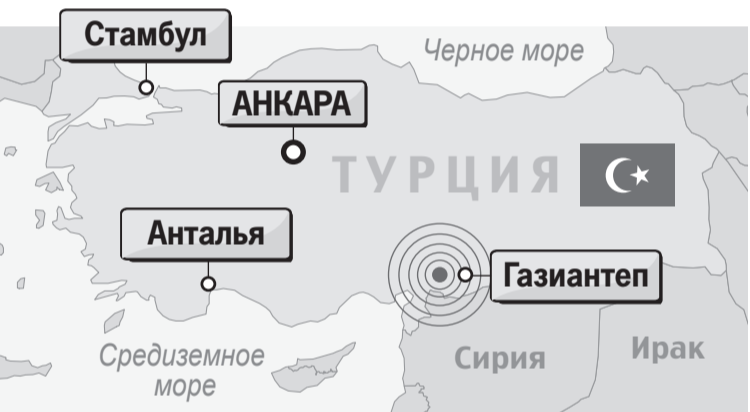 Стамбул
Черное море
АНКАРА
ТУРЦИЯ
Анталья
Газиантеп
Средиземное
море
Сирия
Ирак